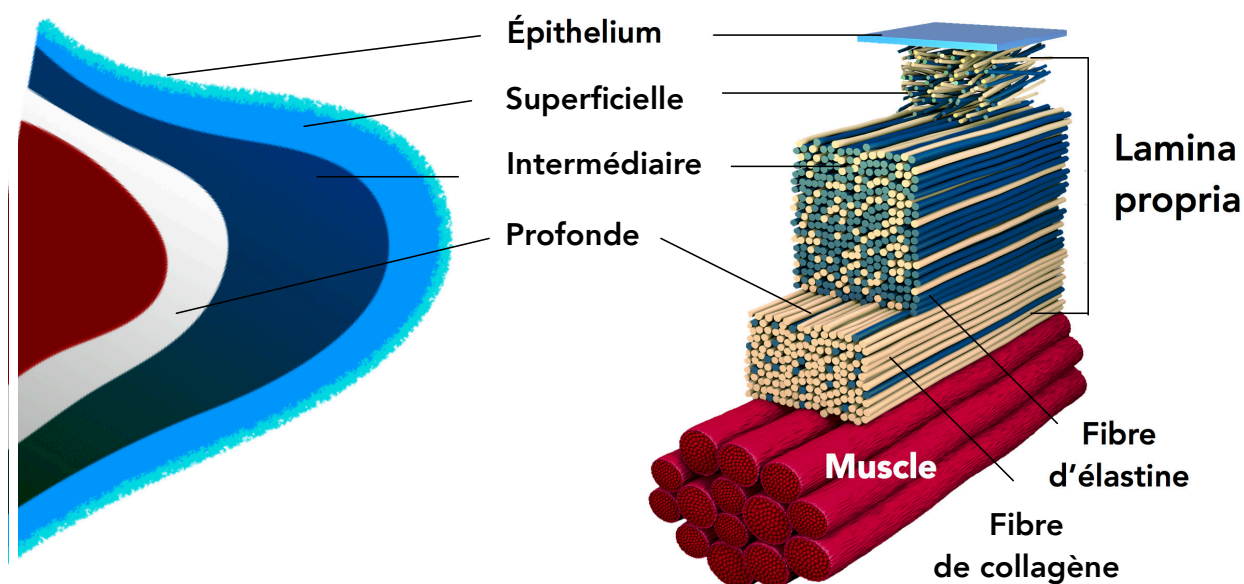 Épithelium
Superficielle
Intermédiaire
Profonde
Lamina
propria
Muscle
Fibre
d'élastine
Fibre
de collagène